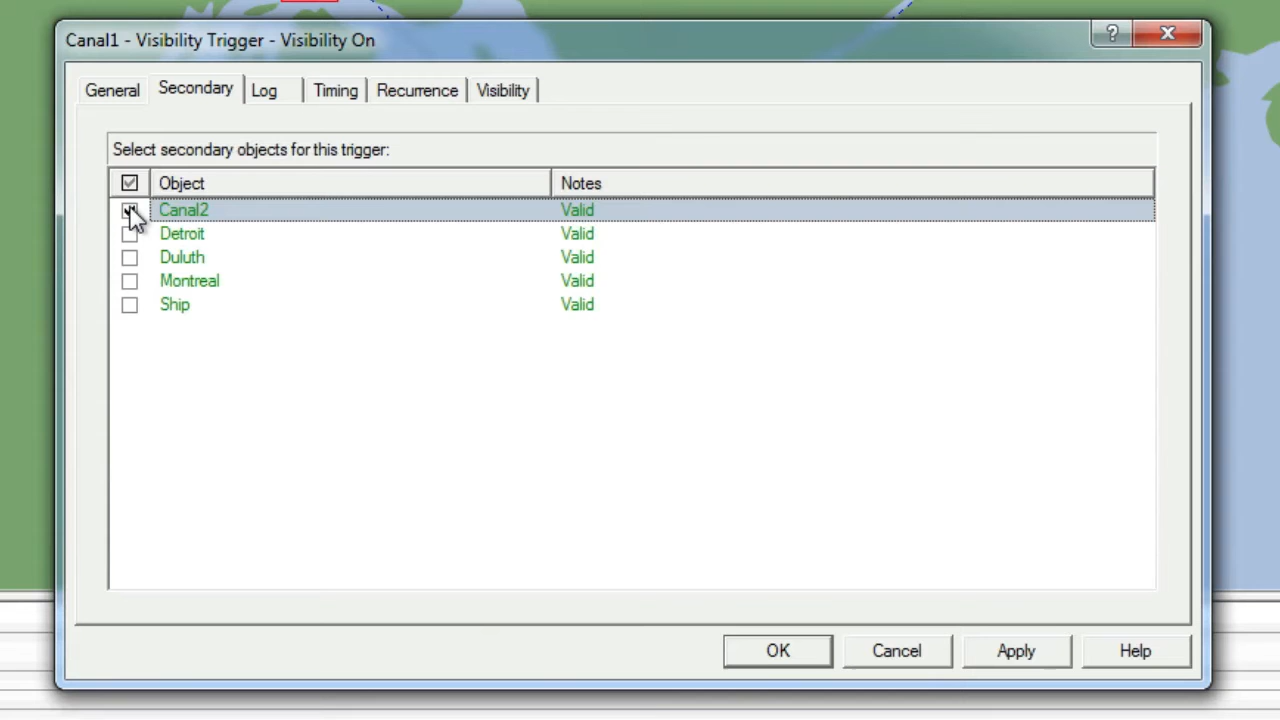 Canal1 - Visibility Trigger - Visibility On
?
General Secondary Log Timing Recurrence Visibility
Select secondary objects for this trigger:
Object Notes
Canal2 Valid
Detroit Valid
Duluth Valid
Montreal Valid
Ship Valid
OK Cancel Apply Help